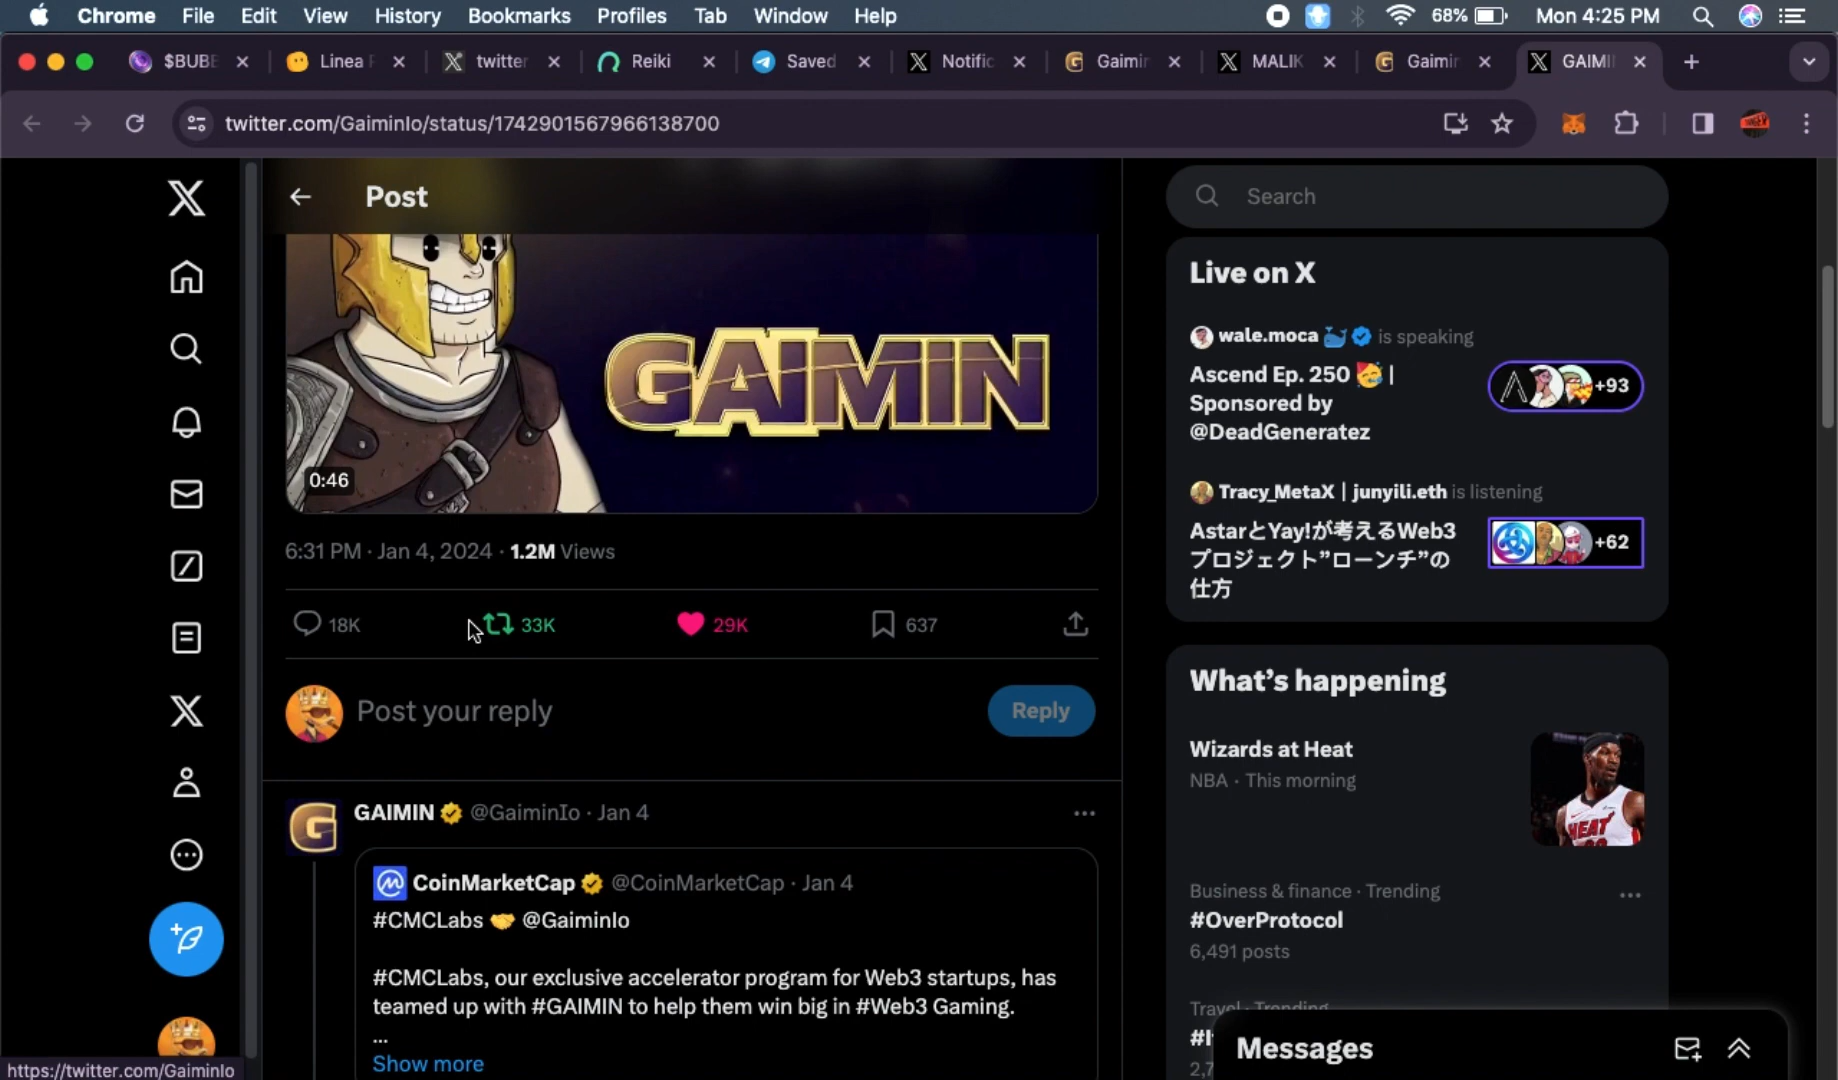 Chrome File Edit View History Bookmarks Profiles Tab Window Help 68% Mon 4:25 PM
$BUBE Linea twitter Reiki Saved Notific Gaimin MALIK Gaimin GAIMI
twitter.com/GaiminIo/status/1742901567966138700
Post
GAIMIN
0:46
6:31 PM · Jan 4, 2024 · 1.2M Views
18K 33K 29K 637
Post your reply
Reply
GAIMIN @GaiminIo · Jan 4
CoinMarketCap @CoinMarketCap · Jan 4
#CMCLabs 🤝 @GaiminIo
#CMCLabs, our exclusive accelerator program for Web3 startups, has
teamed up with #GAIMIN to help them win big in #Web3 Gaming.
...
Show more
https://twitter.com/GaiminIo
Search
Live on X
wale.moca 🐳 is speaking
Ascend Ep. 250 🥳 |
Sponsored by
@DeadGeneratez
+93
Tracy_MetaX | junyili.eth is listening
AstarとYay!が考えるWeb3
プロジェクト”ローンチ”の
仕方
+62
What’s happening
Wizards at Heat
NBA · This morning
HEAT
Business & finance · Trending
#OverProtocol
6,491 posts
Travel · Trending
Messages